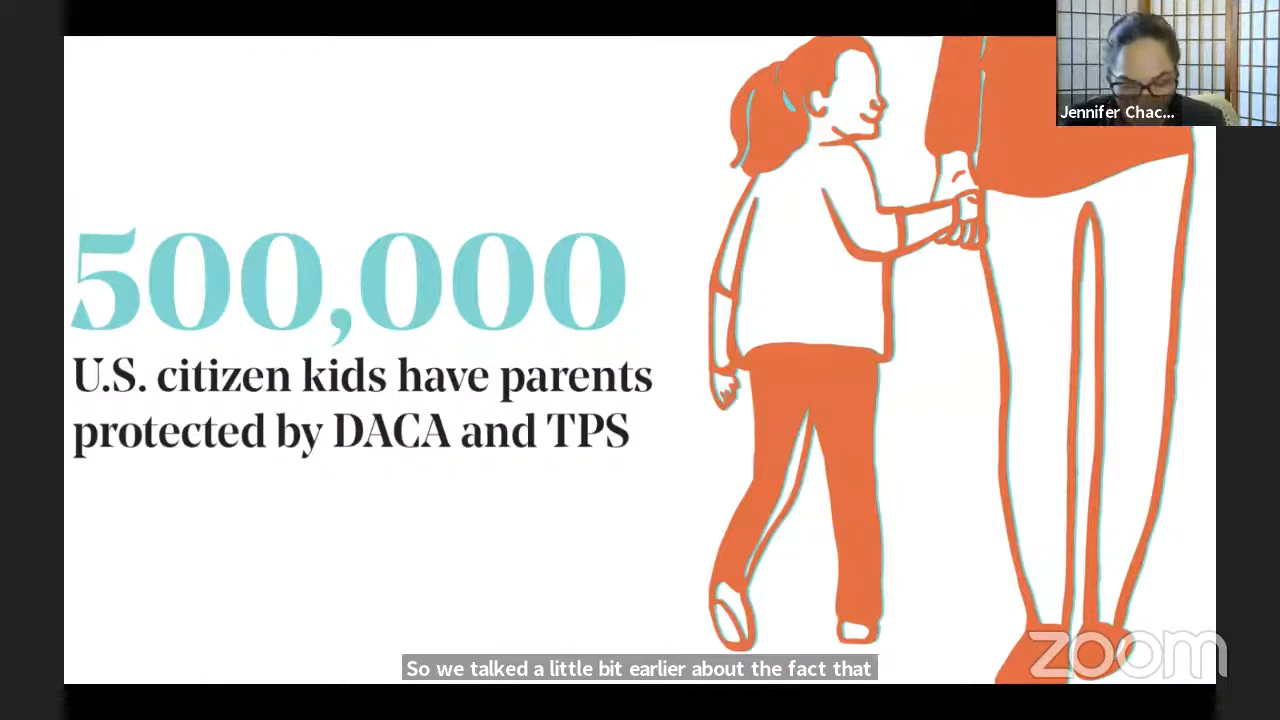 Jennifer Chac...
500,000
U.S. citizen kids have parents
protected by DACA and TPS
So we talked a little bit earlier about the fact that
zoom